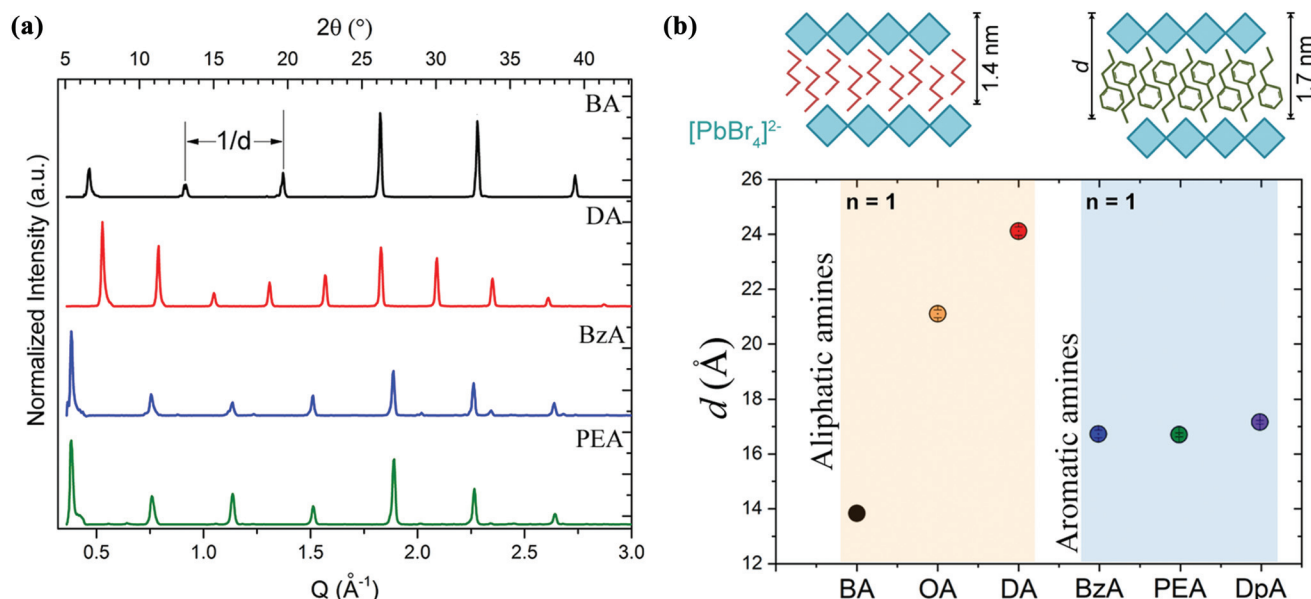 (a)
2θ (°)
5 10 15 20 25 30 35 40
BA
1/d
DA
BzA
PEA
Normalized Intensity (a.u.)
0.5 1.0 1.5 2.0 2.5 3.0
Q (Å⁻¹)
(b)
1.4 nm
d
1.7 nm
[PbBr₄]²⁻
26
24
22
20
18
16
14
12
d (Å)
n = 1
Aliphatic amines
n = 1
Aromatic amines
BA OA DA BzA PEA DpA